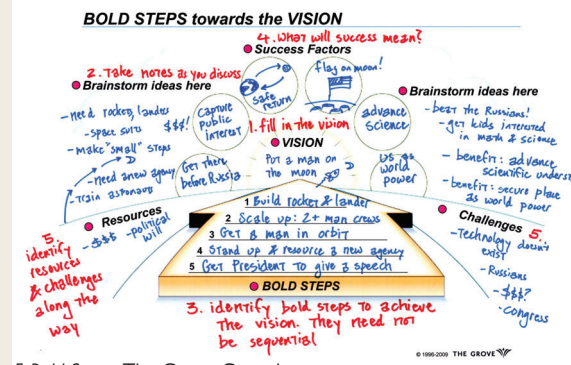 BOLD STEPS towards the VISION
4. What will success mean?
Success Factors
2. Take notes as you discuss
Brainstorm ideas here
- need rocket, landers
- space suits $$$!
- make "small" steps
- need a new agency
- train astronauts
Capture
public
interest
Get there
before Russia
safe
return
flag on moon!
advance
science
US as
world
power
1. fill in the vision
VISION
Put a man on
the moon
Brainstorm ideas here
- beat the Russians!
- get kids interested
in math & science
- benefit: advance
scientific underst
- benefit: secure place
as world power
Resources
- $$$ - political
will
5.
identify
resources
& challenges
along the
way
1 Build rocket & lander
2 Scale up: 2+ man crews
3 Get a man in orbit
4 Stand up & resource a new agency
5 Get President to give a speech
BOLD STEPS
Challenges 5.
- Technology doesn't
exist
- Russians
- $$$?
- Congress
3. identify bold steps to achieve
the vision. They need not
be sequential
© 1996-2009 THE GROVE